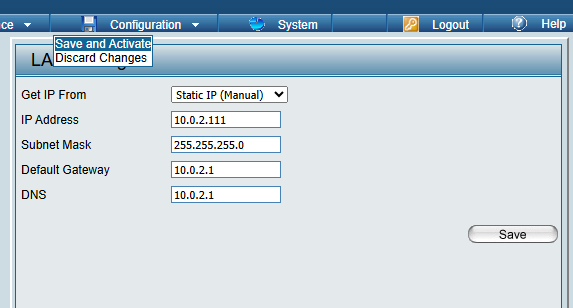 ce Configuration System Logout Help
Save and Activate
Discard Changes
LA
Get IP From Static IP (Manual)
IP Address 10.0.2.111
Subnet Mask 255.255.255.0
Default Gateway 10.0.2.1
DNS 10.0.2.1
Save